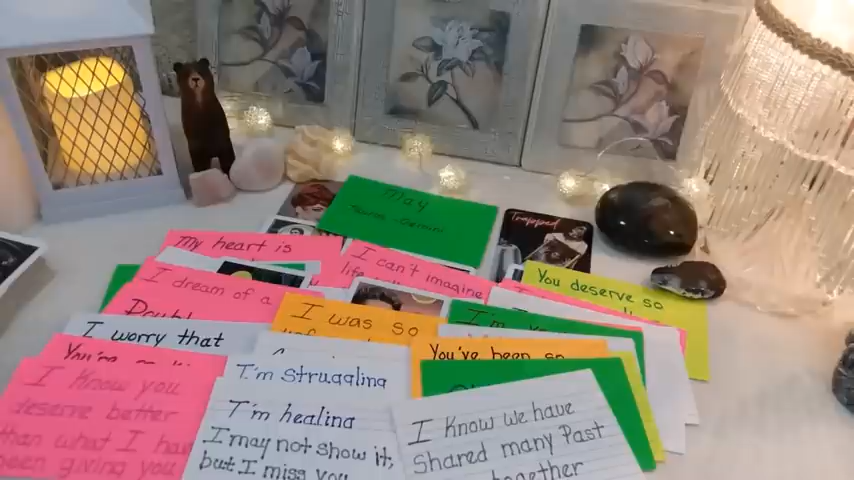 May
Taurus - Gemini
Trapped
My heart is
I can't imagine
You deserve so
I dream of a
Doubt
I was so
I worry that
You've been so
I'm struggling
I Know you
deserve better
than what I
been giving you
I'm healing
I may not show it,
but I miss you
I Know we have
Shared many Past
together